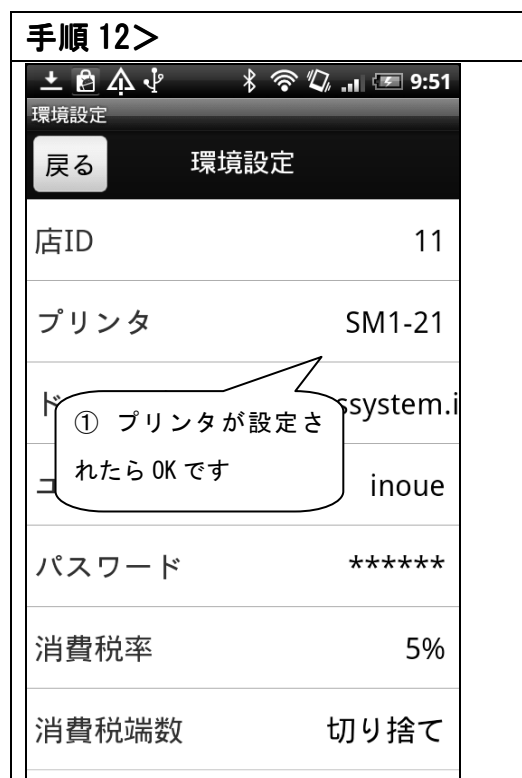 手順 12＞
9:51
環境設定
戻る 環境設定
店ID 11
プリンタ SM1-21
ssystem.i
① プリンタが設定さ
れたら OK です
inoue
パスワード ******
消費税率 5%
消費税端数 切り捨て